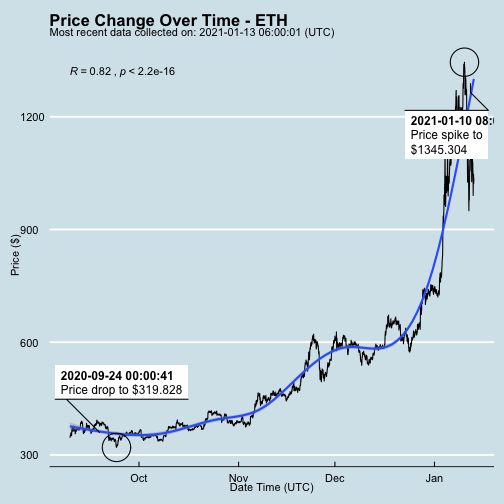 Price Change Over Time - ETH
Most recent data collected on: 2021-01-13 06:00:01 (UTC)
R = 0.82 , p < 2.2e-16
2021-01-10 08:
Price spike to
$1345.304
1200
900
600
300
Price ($)
2020-09-24 00:00:41
Price drop to $319.828
Oct
Nov
Dec
Jan
Date Time (UTC)